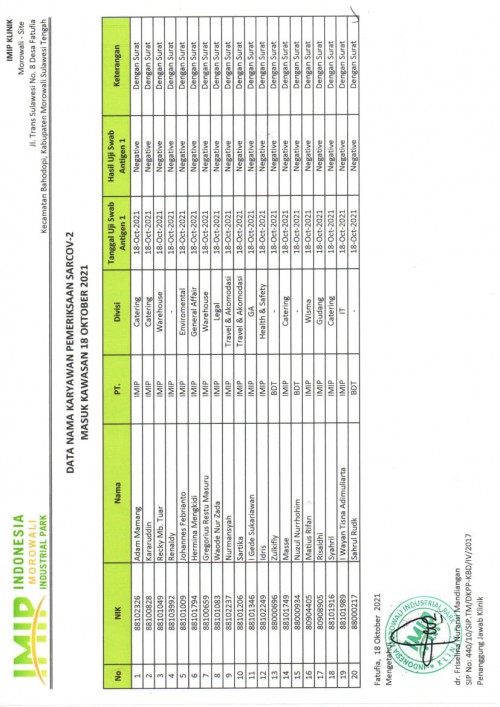 IMIP INDONESIA
MOROWALI
INDUSTRIAL PARK
IMIP KLINIK
Morowali - Site
Jl. Trans Sulawesi No. 8 Desa Fatufia
Kecamatan Bahodopi, Kabupaten Morowali Sulawesi Tengah
DATA NAMA KARYAWAN PEMERIKSAAN SARCOV-2
MASUK KAWASAN 18 OKTOBER 2021
No NIK Nama PT. Divisi Tanggal Uji Swab Antigen 1 Hasil Uji Swab Antigen 1 Keterangan
1 88102326 Adam Mamang IMIP Catering 18-Oct-2021 Negative Dengan Surat
2 88100828 Kararuddin IMIP Catering 18-Oct-2021 Negative Dengan Surat
3 88101049 Recky Mb. Tuar IMIP Warehouse 18-Oct-2021 Negative Dengan Surat
4 88103992 Renaldy IMIP - 18-Oct-2021 Negative Dengan Surat
5 88101009 Johannes Febrianto IMIP Enviromental 18-Oct-2021 Negative Dengan Surat
6 88101794 Hermina Mengkidi IMIP General Affair 18-Oct-2021 Negative Dengan Surat
7 88100659 Gregorius Restu Masuru IMIP Warehouse 18-Oct-2021 Negative Dengan Surat
8 88101083 Waode Nur Zada IMIP Legal 18-Oct-2021 Negative Dengan Surat
9 88102237 Nurmansyah IMIP Travel & Akomodasi 18-Oct-2021 Negative Dengan Surat
10 88101206 Sartika IMIP Travel & Akomodasi 18-Oct-2021 Negative Dengan Surat
11 88101346 I Gede Sukariawan IMIP GA 18-Oct-2021 Negative Dengan Surat
12 88102249 Idris IMIP Health & Safety 18-Oct-2021 Negative Dengan Surat
13 88000696 Zulkifly BDT - 18-Oct-2021 Negative Dengan Surat
14 88101749 Masse IMIP Catering 18-Oct-2021 Negative Dengan Surat
15 88000934 Nuzul Nurrhohim BDT - 18-Oct-2021 Negative Dengan Surat
16 80904405 Matius Rifan IMIP Wisma 18-Oct-2021 Negative Dengan Surat
17 80908905 Risaldhi IMIP Gudang 18-Oct-2021 Negative Dengan Surat
18 88101916 Syahril IMIP Catering 18-Oct-2021 Negative Dengan Surat
19 88101989 I Wayan Tisna Adimuliarta IMIP IT 18-Oct-2021 Negative Dengan Surat
20 88000217 Sahrul Rudk BDT - 18-Oct-2021 Negative Dengan Surat
Fatufia, 18 Oktober 2021
IMIP
dr. Friselina Mandiangan
SIP No: 440/10/SIP.TM/DKPP-KBD/IV/2017
Penanggung Jawab Klinik